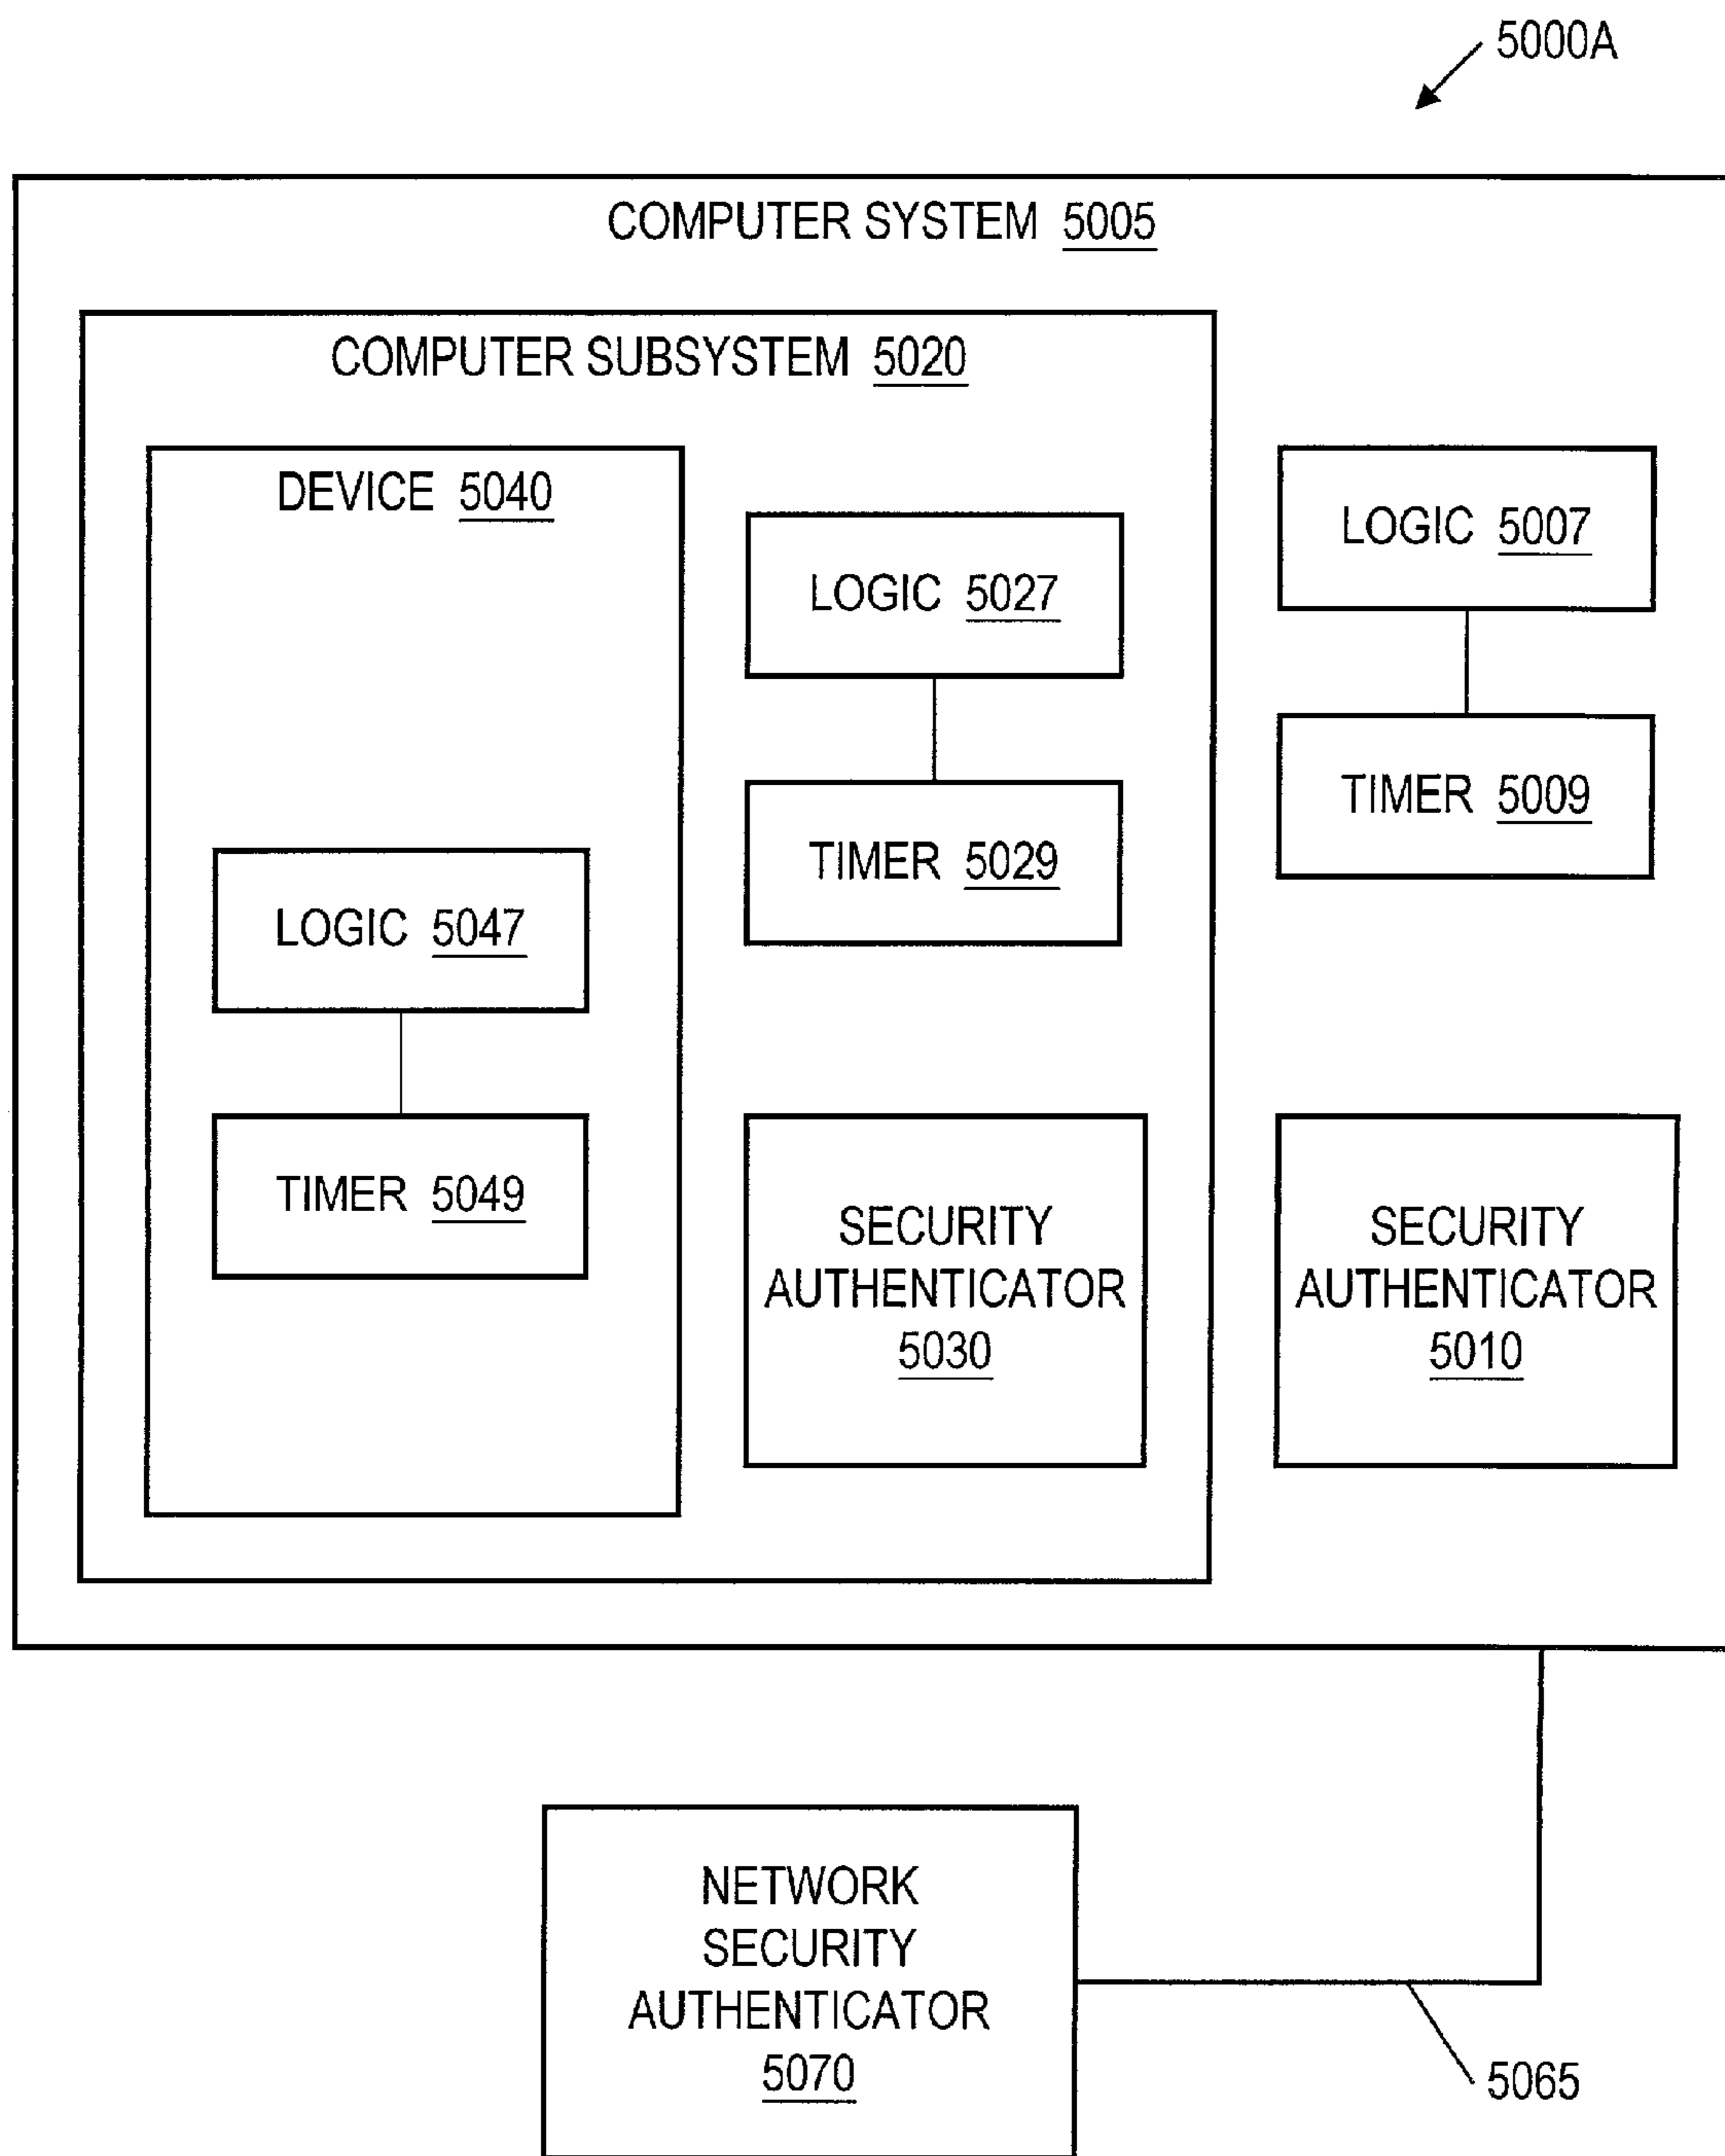 5000A
COMPUTER SYSTEM 5005
COMPUTER SUBSYSTEM 5020
DEVICE 5040
LOGIC 5047
TIMER 5049
LOGIC 5027
TIMER 5029
SECURITY
AUTHENTICATOR
5030
LOGIC 5007
TIMER 5009
SECURITY
AUTHENTICATOR
5010
NETWORK
SECURITY
AUTHENTICATOR
5070
5065